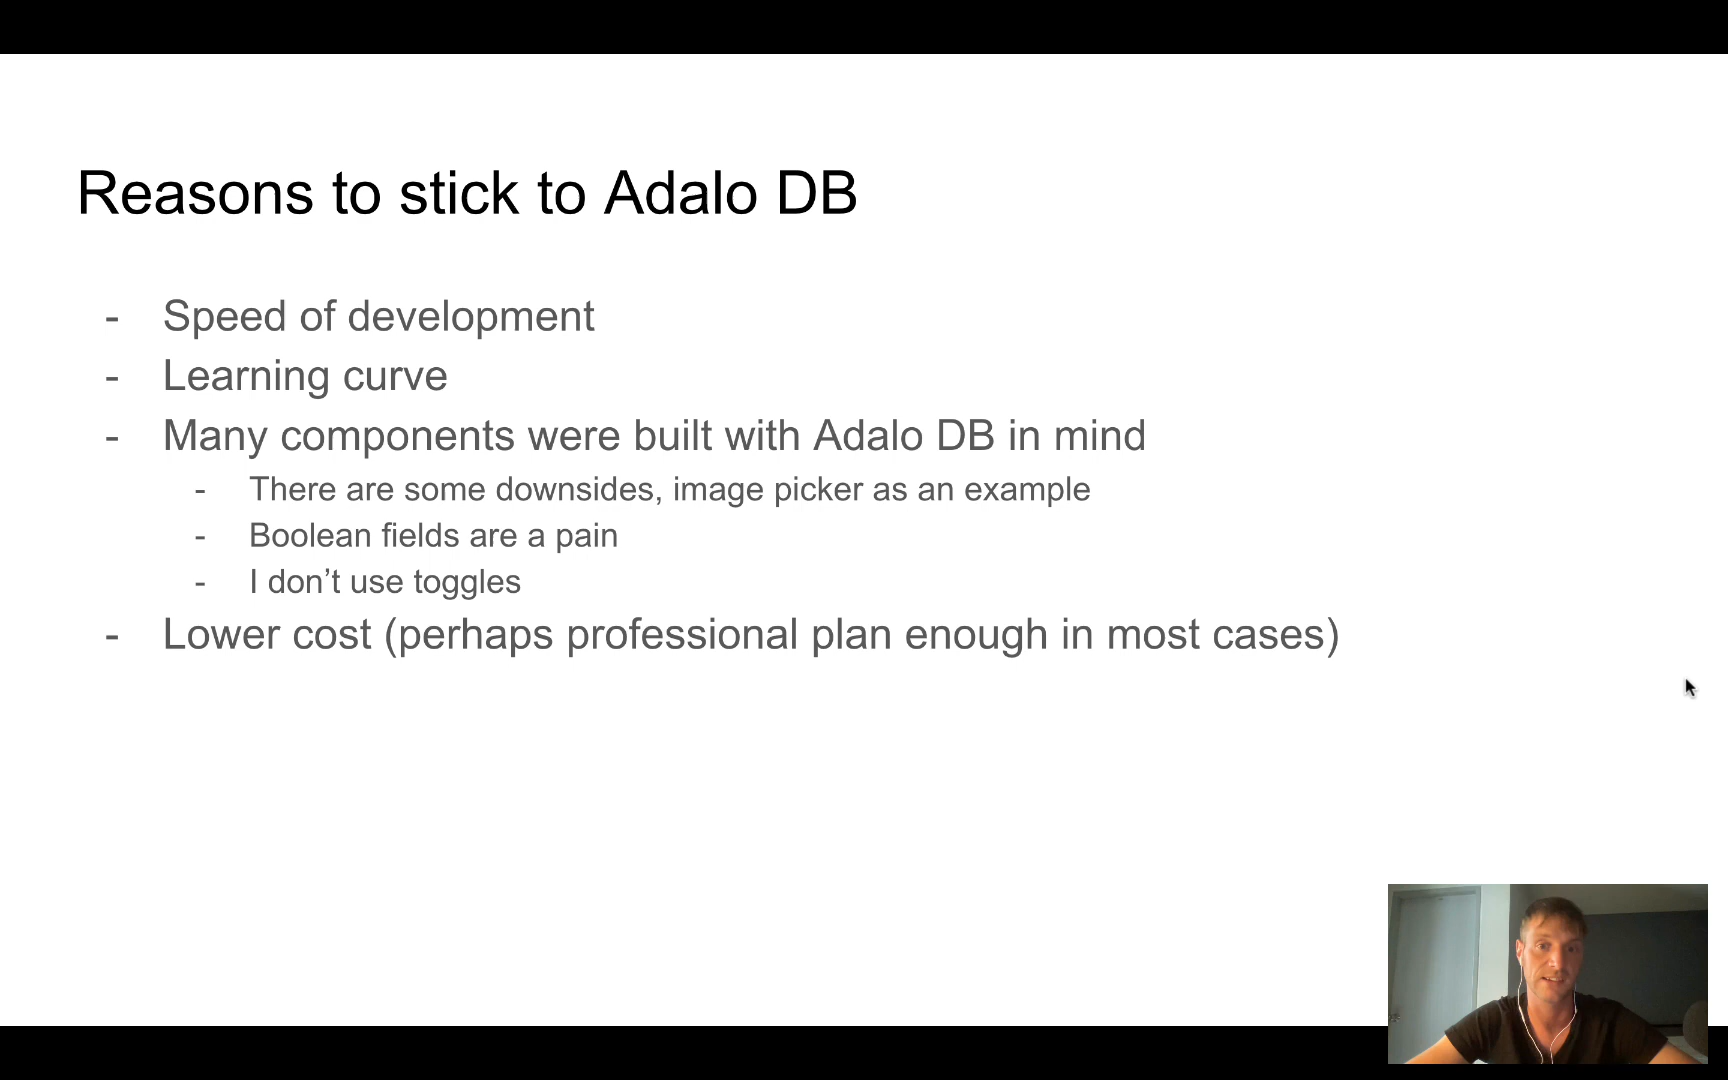 Reasons to stick to Adalo DB
- Speed of development
- Learning curve
- Many components were built with Adalo DB in mind
- There are some downsides, image picker as an example
- Boolean fields are a pain
- I don’t use toggles
- Lower cost (perhaps professional plan enough in most cases)